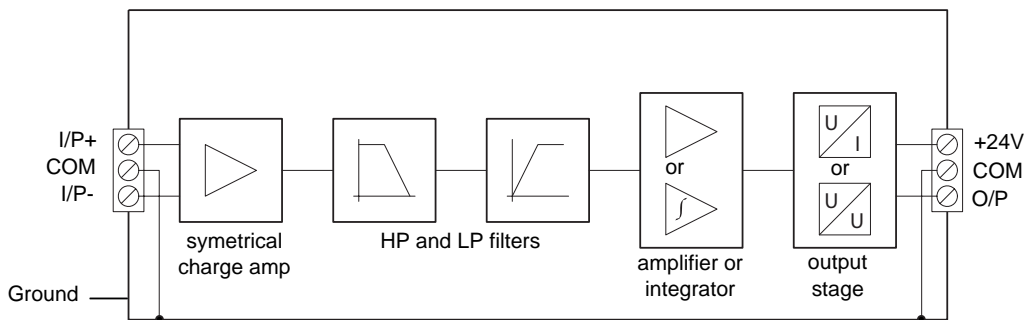 I/P+
COM
I/P-
symetrical
charge amp
HP and LP filters
or
∫
amplifier or
integrator
U
I
or
U
U
output
stage
+24V
COM
O/P
Ground